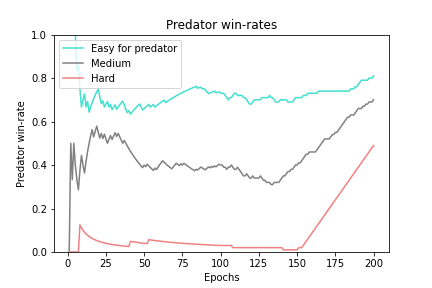 Predator win-rates
Easy for predator
Medium
Hard
Predator win-rate
1.0
0.8
0.6
0.4
0.2
0.0
0
25
50
75
100
125
150
175
200
Epochs